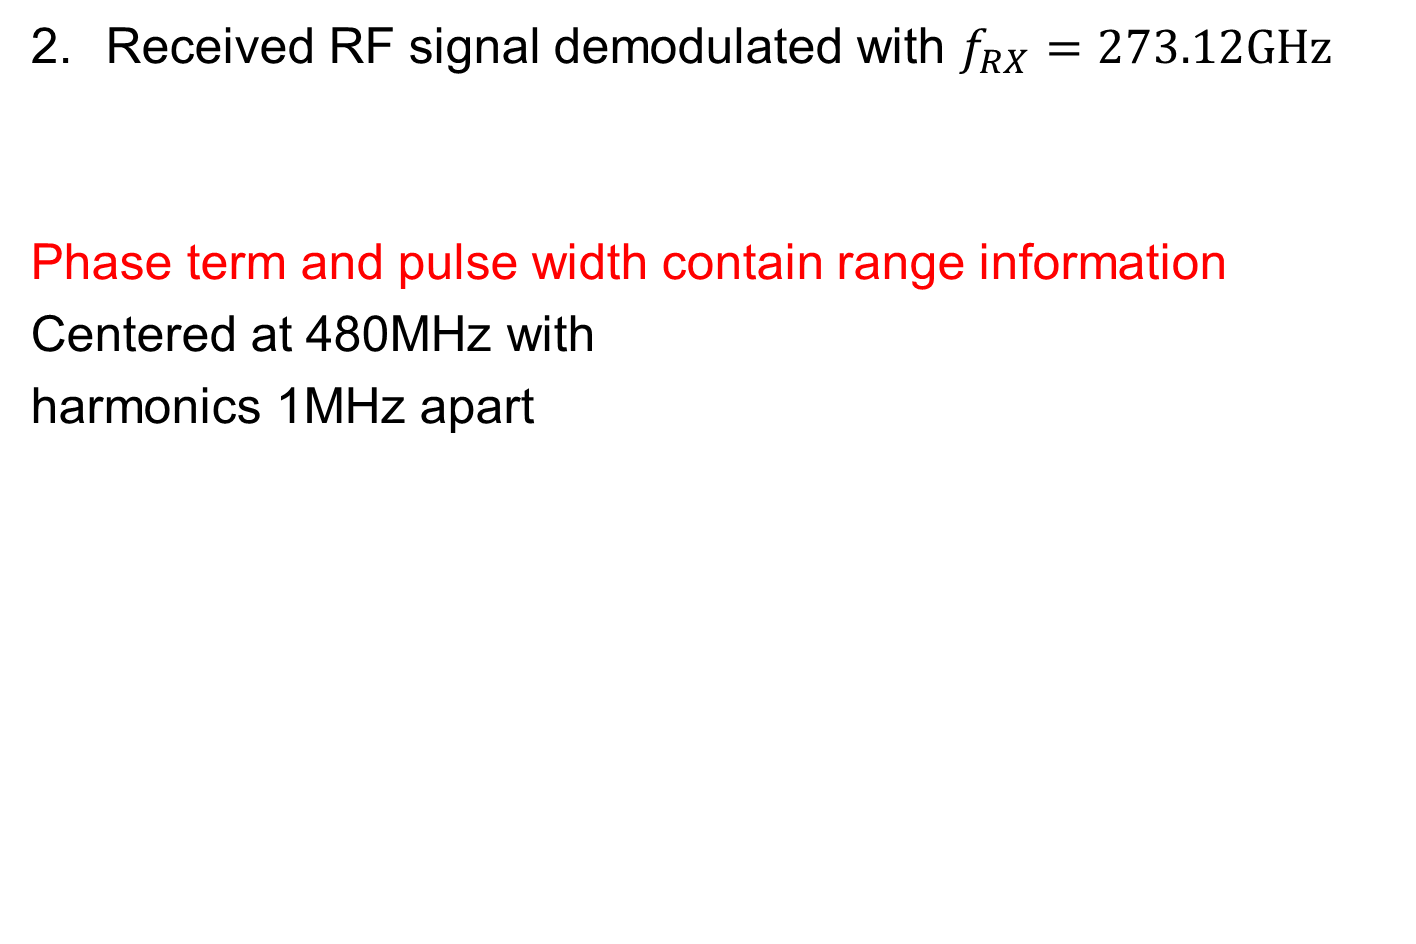 2. Received RF signal demodulated with 𝑓𝑅𝑋 = 273.12GHz
Phase term and pulse width contain range information
Centered at 480MHz with
harmonics 1MHz apart